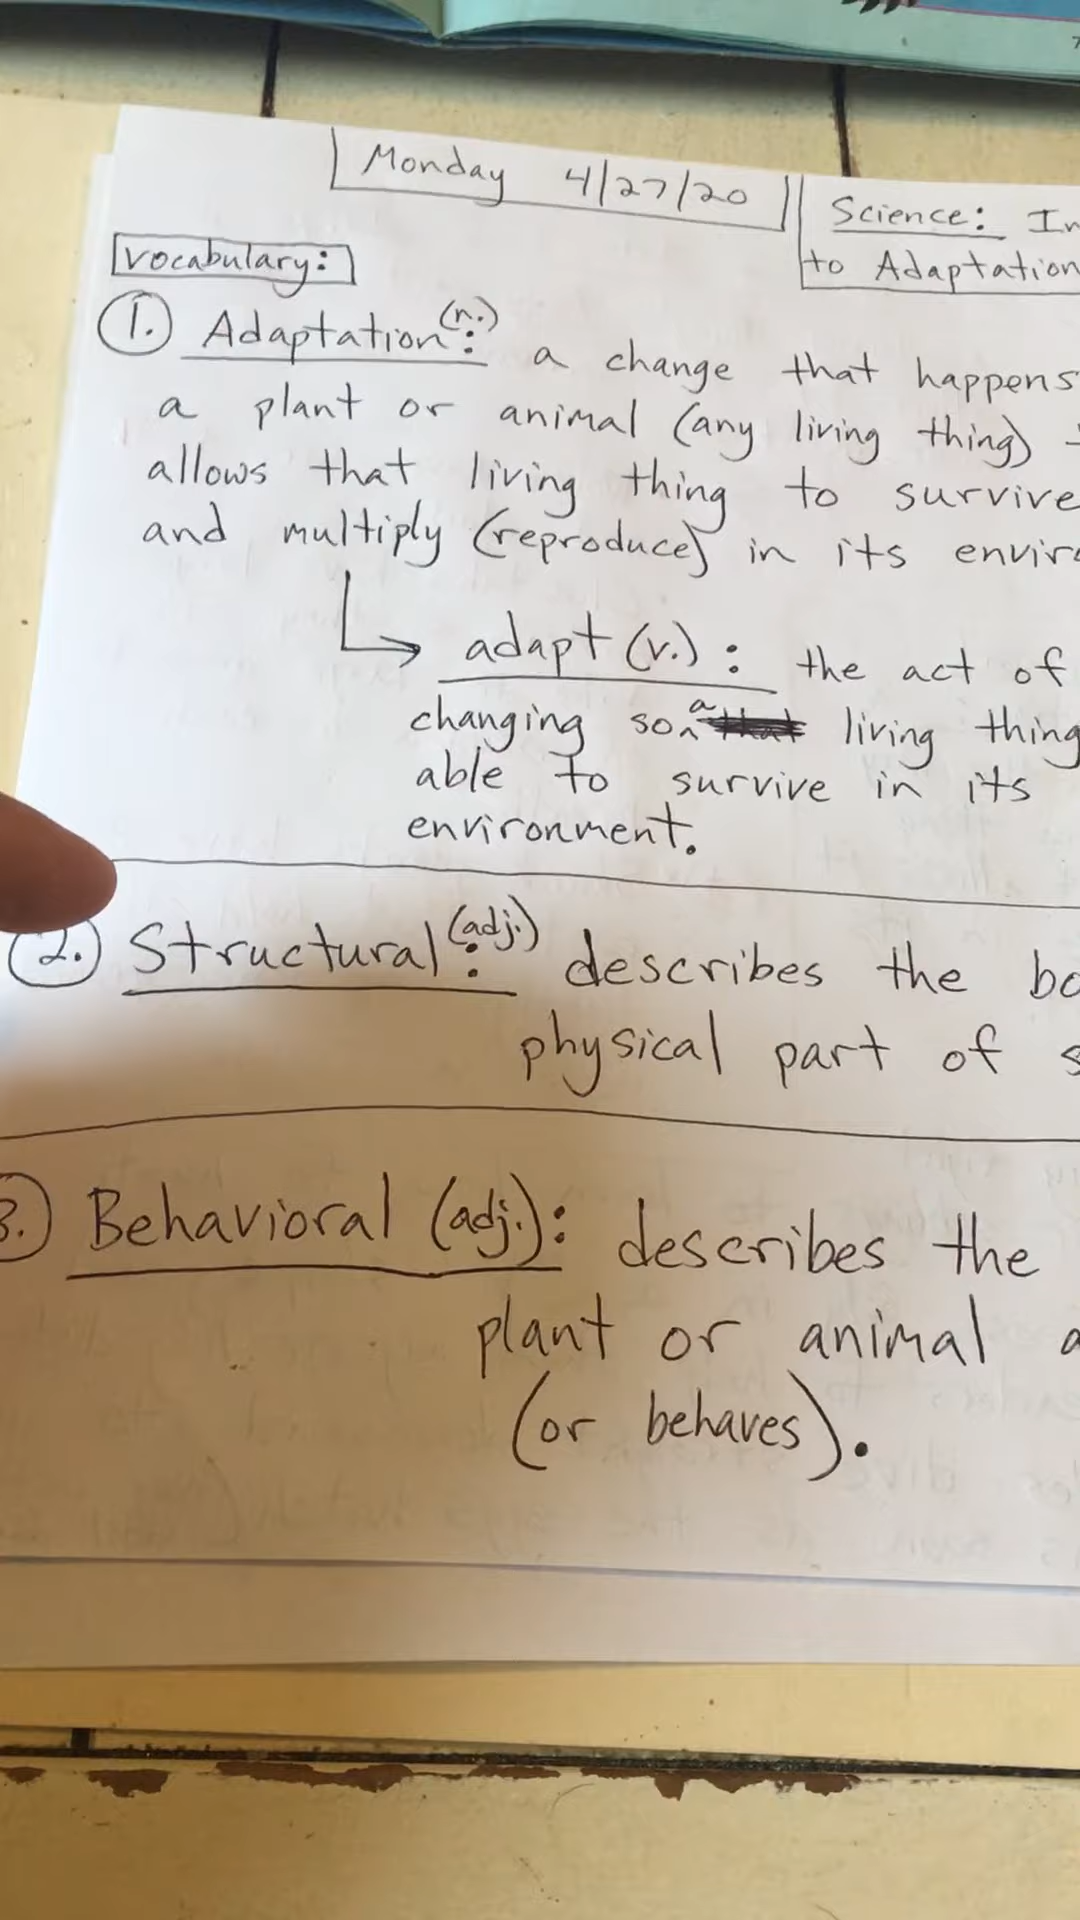 Monday 4/27/20
Science: In
to Adaptation
vocabulary:
1. Adaptation (n.): a change that happens
a plant or animal (any living thing)
allows that living thing to survive
and multiply (reproduce) in its enviro
adapt (v.): the act of
changing so a living thing
able to survive in its
environment.
2. Structural (adj.): describes the bo
physical part of s
3. Behavioral (adj.): describes the
plant or animal a
(or behaves).